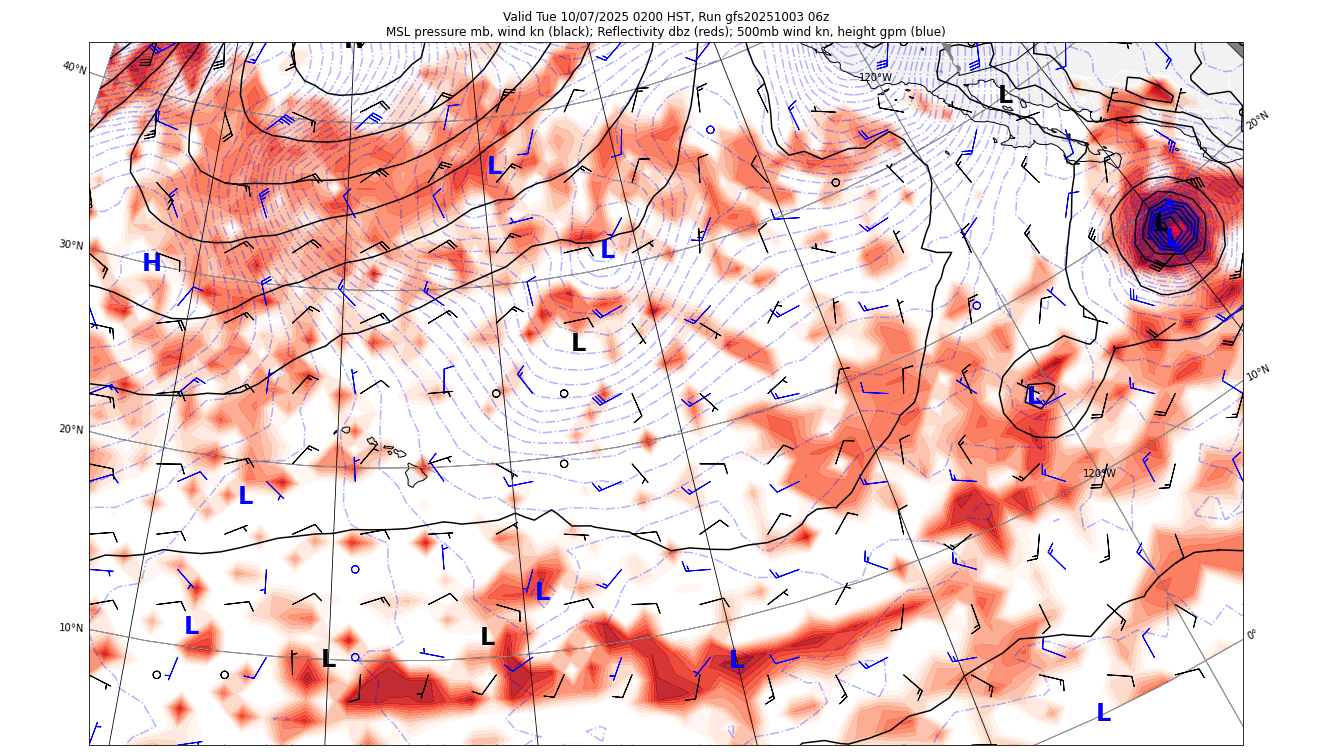 Valid Tue 10/07/2025 0200 HST, Run gfs20251003 06z
MSL pressure mb, wind kn (black); Reflectivity dbz (reds); 500mb wind kn, height gpm (blue)
40°N
120°W
L
20°N
L
L
L
H
L
L
30°N
L
10°N
L
20°N
120°W
L
L
L
10°N
L
0°
L
L
L